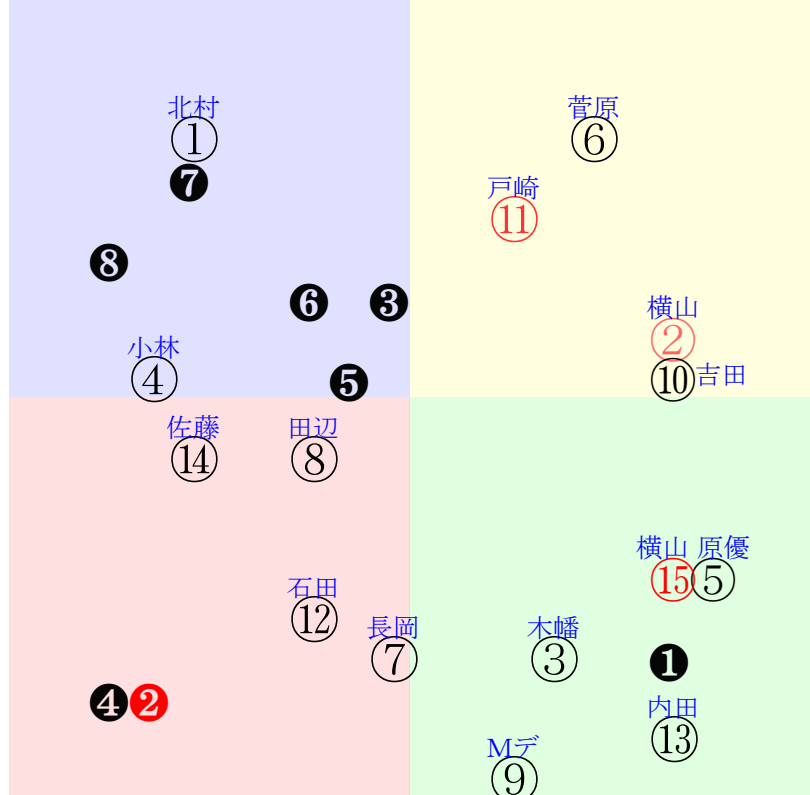 北村
①
❼
菅原
⑥
戸崎
⑪
❽
❻
❸
横山
②
小林
④
❺
⑩吉田
佐藤
⑭
田辺
⑧
横山 原優
⑮⑤
石田
⑫
長岡
⑦
木幡
③
❶
❹❷
内田
⑬
Mデ
⑨